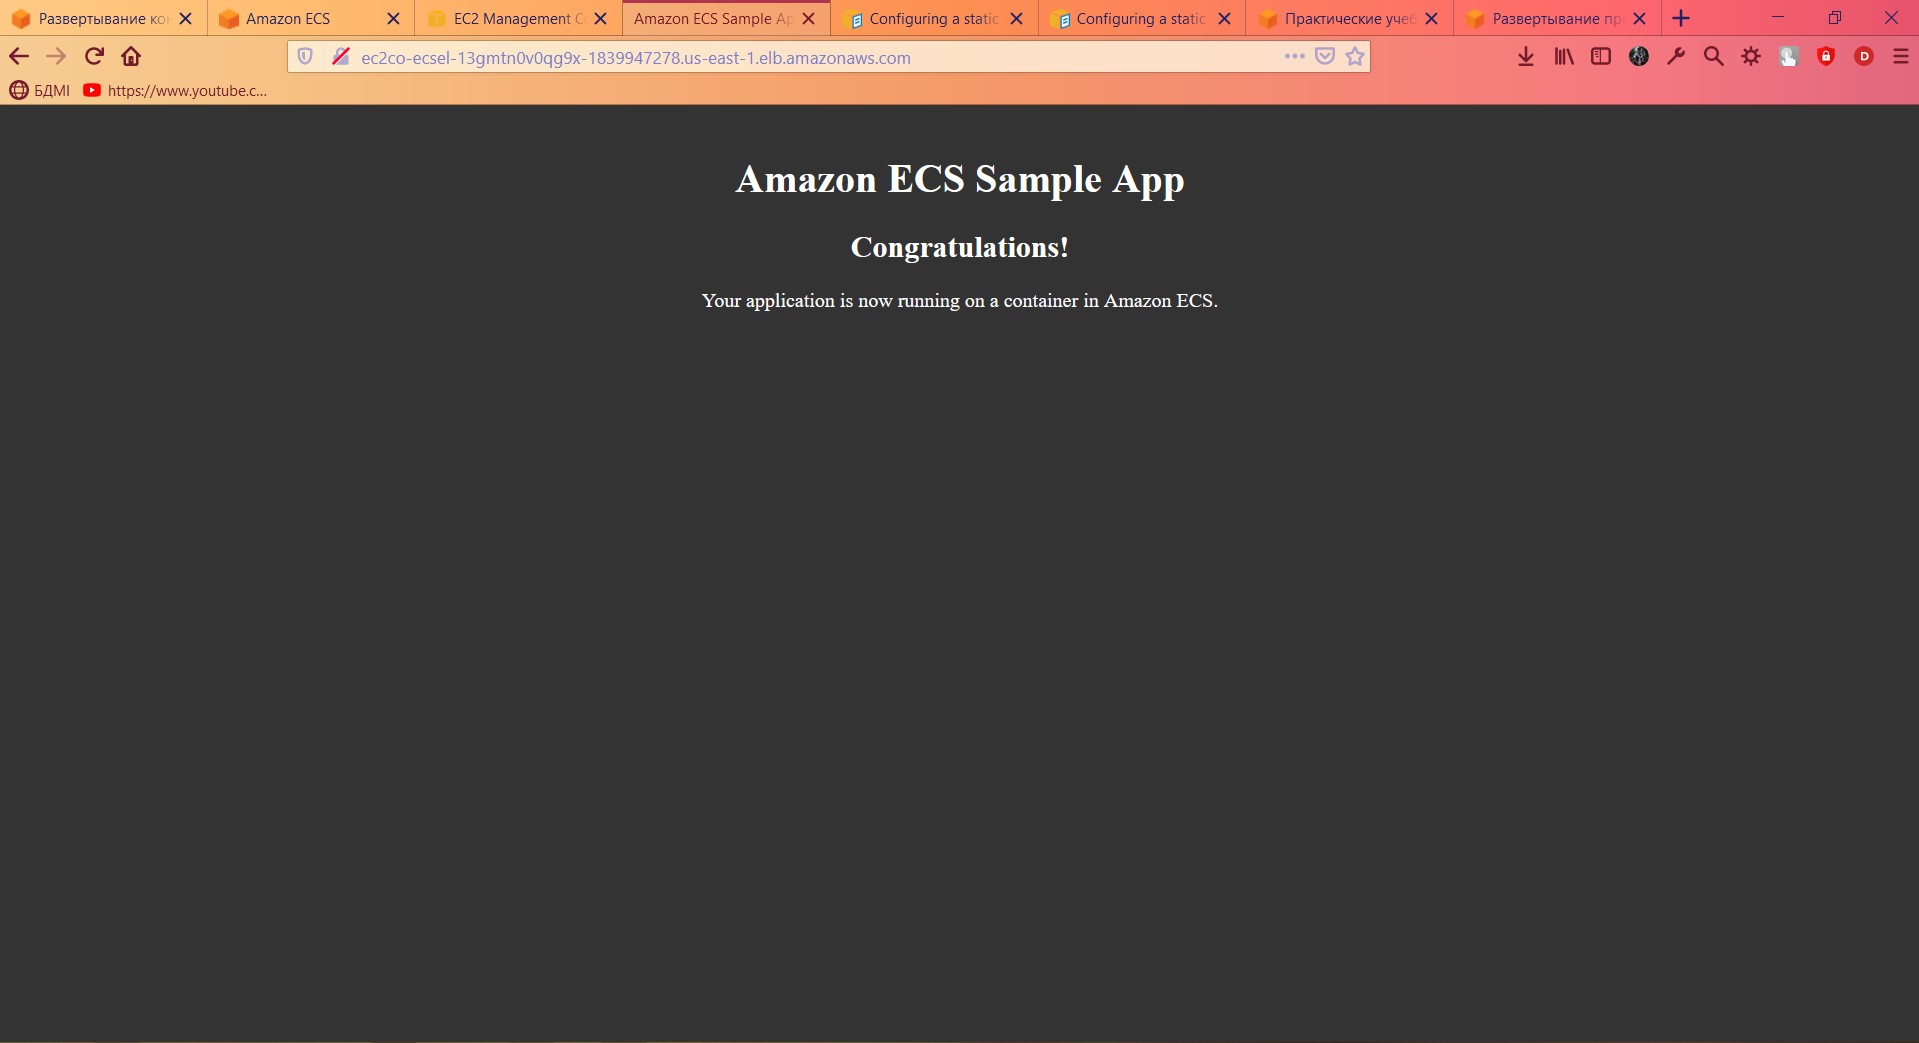 Развертывание кон
Amazon ECS
EC2 Management C
Amazon ECS Sample Ap
Configuring a static
Configuring a static
Практические учеб
Развертывание пр
ec2co-ecsel-13gmtn0v0qg9x-1839947278.us-east-1.elb.amazonaws.com
D
БДМІ
https://www.youtube.c...
Amazon ECS Sample App
Congratulations!
Your application is now running on a container in Amazon ECS.